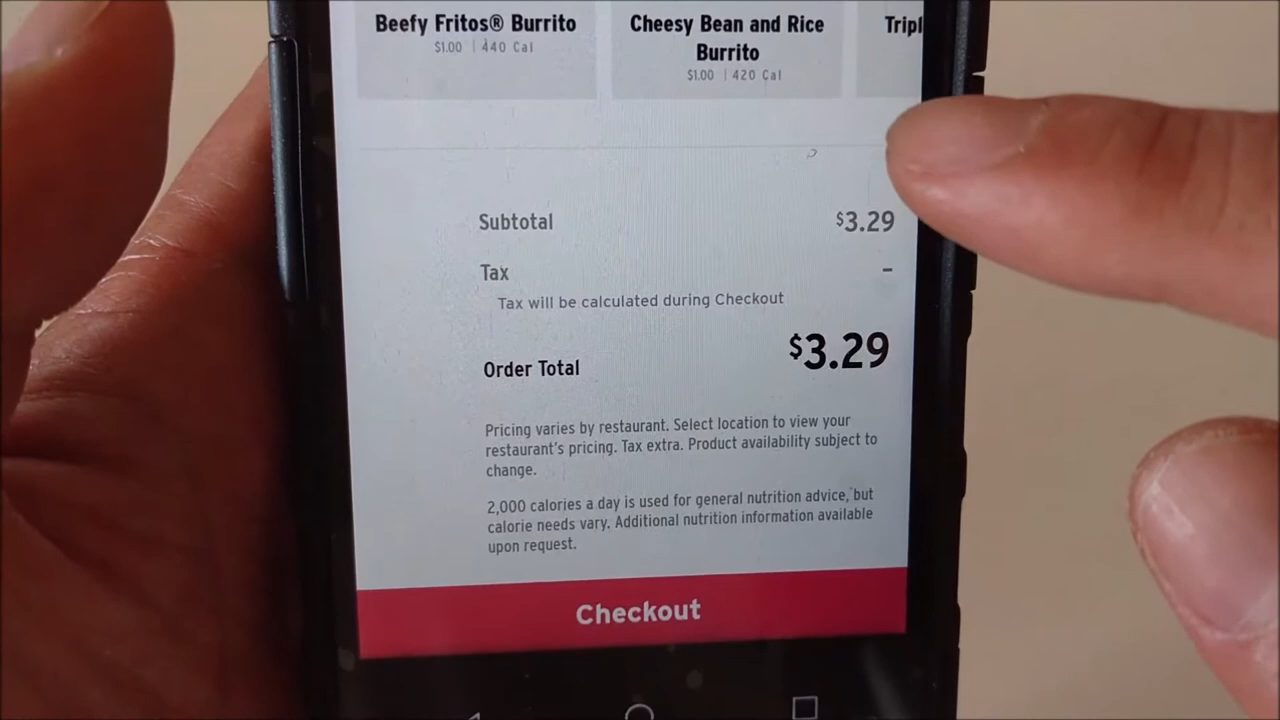 Beefy Fritos® Burrito
$1.00 | 440 Cal
Cheesy Bean and Rice
Burrito
$1.00 | 420 Cal
Tripl
Subtotal $3.29
Tax -
Tax will be calculated during Checkout
Order Total $3.29
Pricing varies by restaurant. Select location to view your
restaurant's pricing. Tax extra. Product availability subject to
change.
2,000 calories a day is used for general nutrition advice, but
calorie needs vary. Additional nutrition information available
upon request.
Checkout